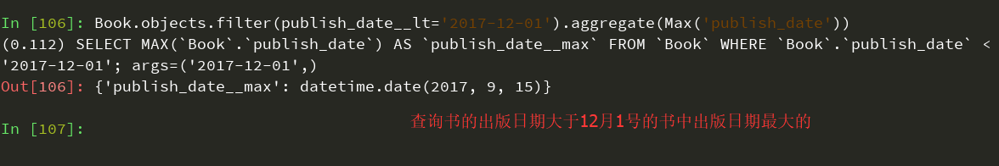 In [106]: Book.objects.filter(publish_date__lt='2017-12-01').aggregate(Max('publish_date'))
(0.112) SELECT MAX(`Book`.`publish_date`) AS `publish_date__max` FROM `Book` WHERE `Book`.`publish_date` <
'2017-12-01'; args=('2017-12-01',)
Out[106]: {'publish_date__max': datetime.date(2017, 9, 15)}
查询书的出版日期大于12月1号的书中出版日期最大的
In [107]: